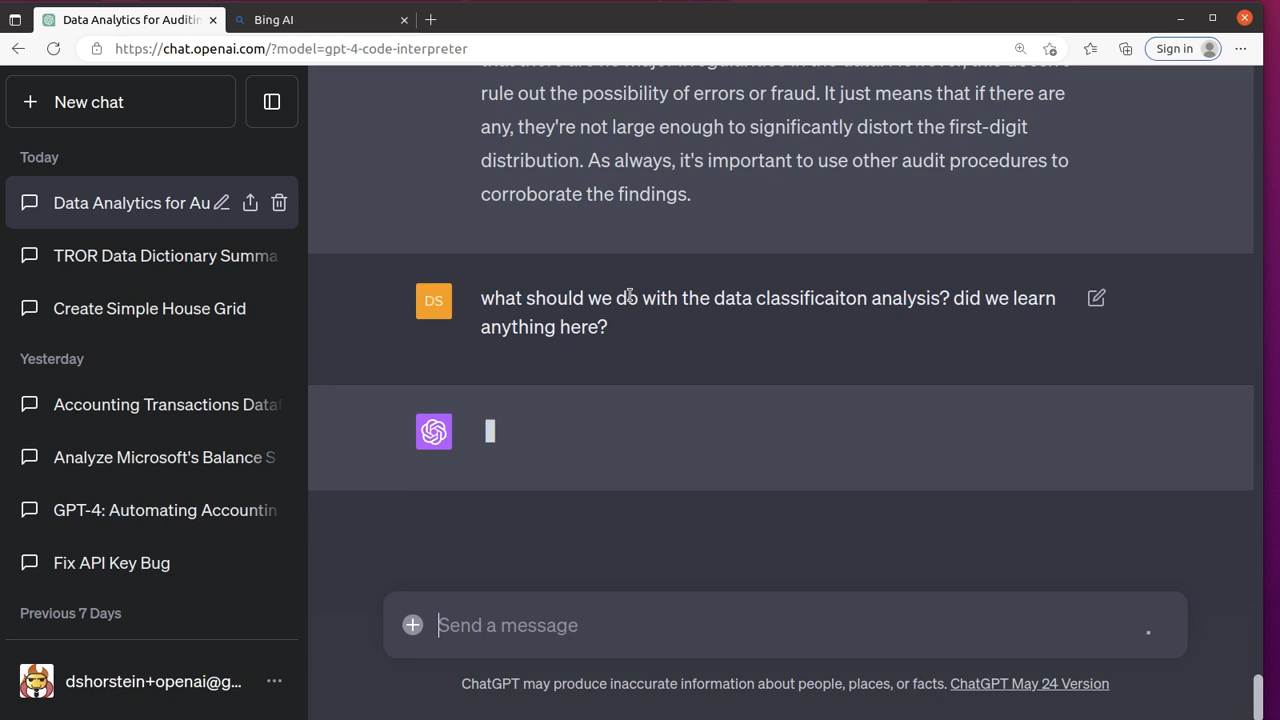 Data Analytics for Auditin
Bing AI
https://chat.openai.com/?model=gpt-4-code-interpreter
Sign in
New chat
Today
Data Analytics for Au
TROR Data Dictionary Summa
Create Simple House Grid
Yesterday
Accounting Transactions Data
Analyze Microsoft's Balance S
GPT-4: Automating Accountin
Fix API Key Bug
Previous 7 Days
dshorstein+openai@g...
rule out the possibility of errors or fraud. It just means that if there are
any, they're not large enough to significantly distort the first-digit
distribution. As always, it's important to use other audit procedures to
corroborate the findings.
DS
what should we do with the data classificaiton analysis? did we learn
anything here?
Send a message
ChatGPT may produce inaccurate information about people, places, or facts. ChatGPT May 24 Version